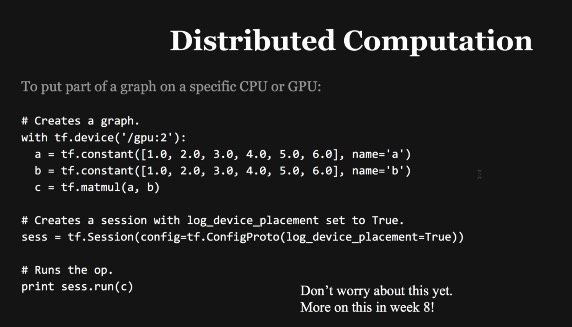 Distributed Computation
To put part of a graph on a specific CPU or GPU:
# Creates a graph.
with tf.device('/gpu:2'):
  a = tf.constant([1.0, 2.0, 3.0, 4.0, 5.0, 6.0], name='a')
  b = tf.constant([1.0, 2.0, 3.0, 4.0, 5.0, 6.0], name='b')
  c = tf.matmul(a, b)
# Creates a session with log_device_placement set to True.
sess = tf.Session(config=tf.ConfigProto(log_device_placement=True))
# Runs the op.
print sess.run(c)
Don’t worry about this yet.
More on this in week 8!